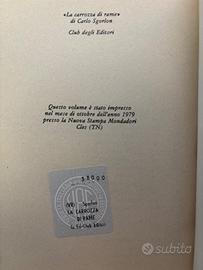 «La carrozza di rame»
di Carlo Sgorlon
Club degli Editori
Questo volume è stato impresso
nel mese di ottobre dell'anno 1979
presso la Nuova Stampa Mondadori
Cles (TN)
Sgorlon
LA CARROZZA
DI RAME
subito